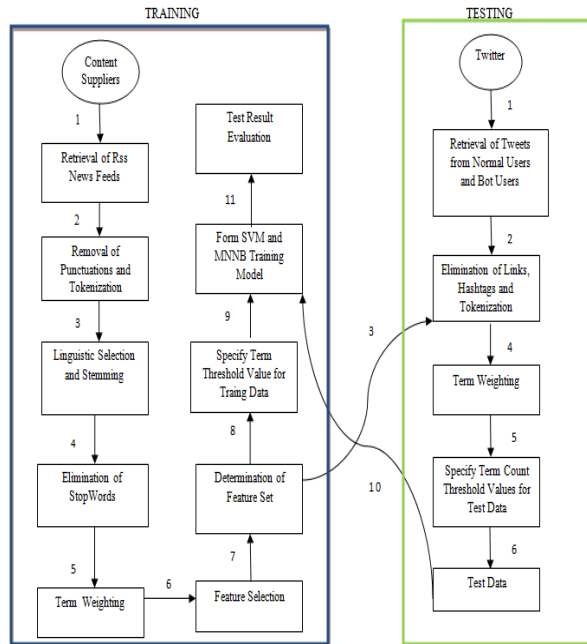 TRAINING
Content
Suppliers
1
Retrieval of Rss
News Feeds
2
Removal of
Punctuations and
Tokenization
3
Linguistic Selection
and Stemming
4
Elimination of
StopWords
5
Term Weighting
6
Feature Selection
7
Determination of
Feature Set
8
Specify Term
Threshold Value for
Traing Data
9
Form SVM and
MNNB Training
Model
11
Test Result
Evaluation
3
10
TESTING
Twitter
1
Retrieval of Tweets
from Normal Users
and Bot Users
2
Elimination of Links,
Hashtags and
Tokenization
4
Term Weighting
5
Specify Term Count
Threshold Values for
Test Data
6
Test Data